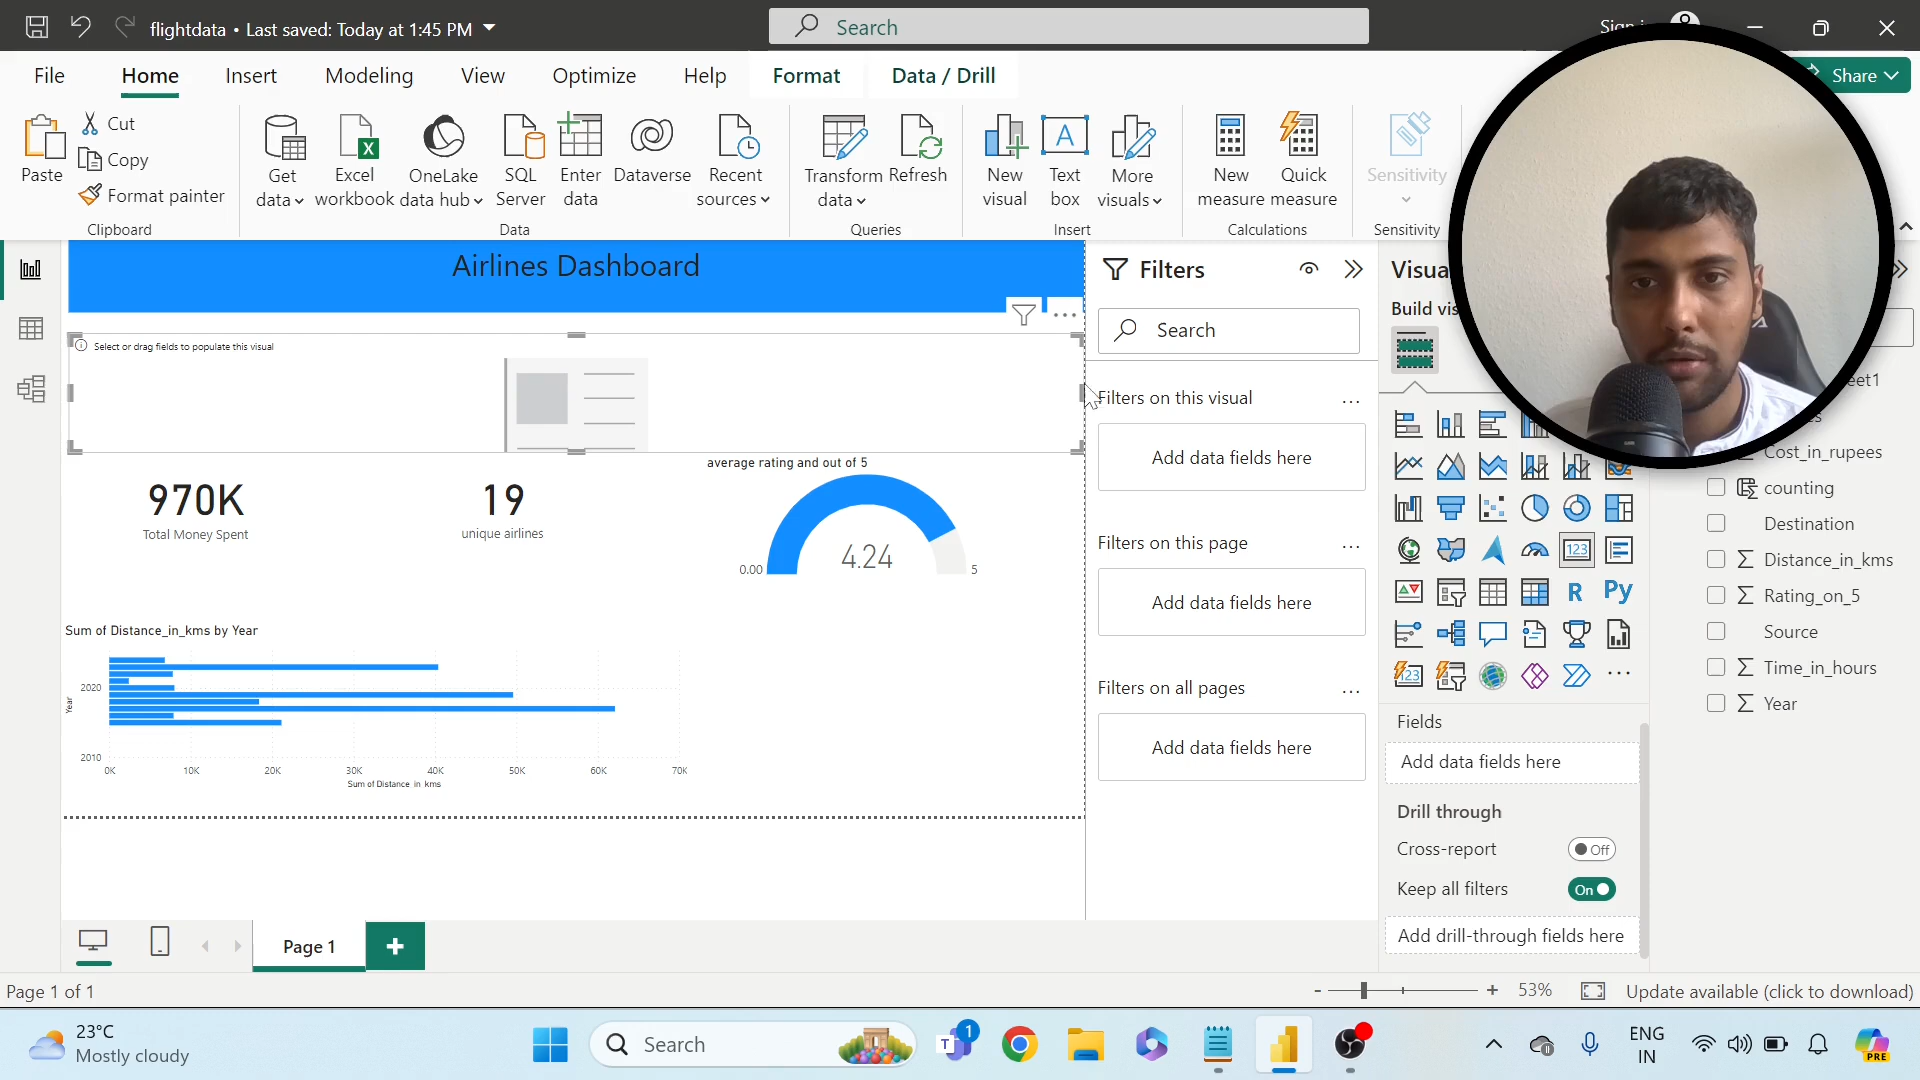 flightdata • Last saved: Today at 1:45 PM
Search
File
Home
Insert
Modeling
View
Optimize
Help
Format
Data / Drill
Share
Paste
Cut
Copy
Format painter
Clipboard
Get data
Excel workbook
OneLake data hub
SQL Server
Enter data
Dataverse
Recent sources
Data
Transform data
Refresh
Queries
New visual
Text box
More visuals
Insert
New measure
Quick measure
Calculations
Sensitivity
Sensitivity
Airlines Dashboard
Select or drag fields to populate this visual
970K
Total Money Spent
19
unique airlines
average rating and out of 5
4.24
0.00
5
Sum of Distance_in_kms by Year
Year
2020
2010
0K 10K 20K 30K 40K 50K 60K 70K
Sum of Distance_in_kms
Filters
Search
Filters on this visual
Add data fields here
Filters on this page
Add data fields here
Filters on all pages
Add data fields here
Build
123
R
Py
Fields
Add data fields here
Drill through
Cross-report
Off
Keep all filters
On
Add drill-through fields here
Cost_in_rupees
counting
Destination
Distance_in_kms
Rating_on_5
Source
Time_in_hours
Year
Page 1
Page 1 of 1
53%
Update available (click to download)
23°C
Mostly cloudy
Search
1
ENG
IN
PRE